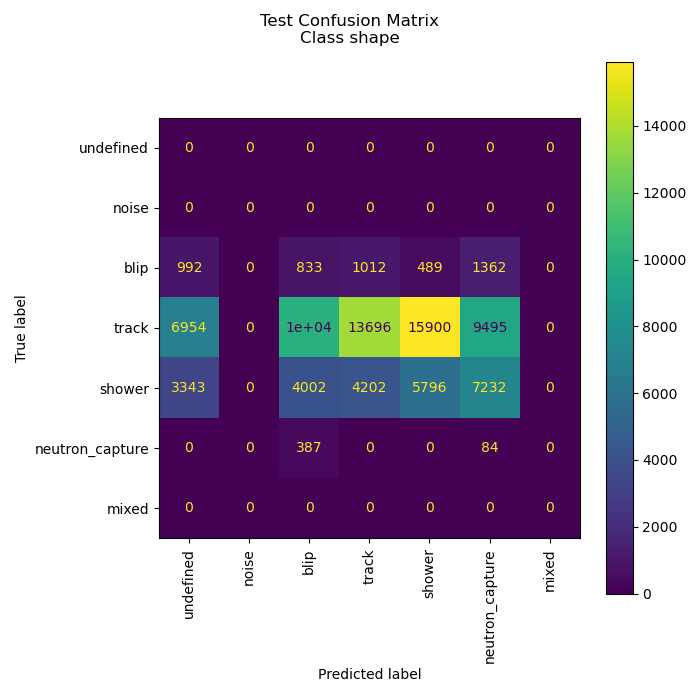 Test Confusion Matrix
Class shape
True label
undefined 0 0 0 0 0 0 0
noise 0 0 0 0 0 0 0
blip 992 0 833 1012 489 1362 0
track 6954 0 1e+04 13696 15900 9495 0
shower 3343 0 4002 4202 5796 7232 0
neutron_capture 0 0 387 0 0 84 0
mixed 0 0 0 0 0 0 0
undefined noise blip track shower neutron_capture mixed
Predicted label
14000
12000
10000
8000
6000
4000
2000
0